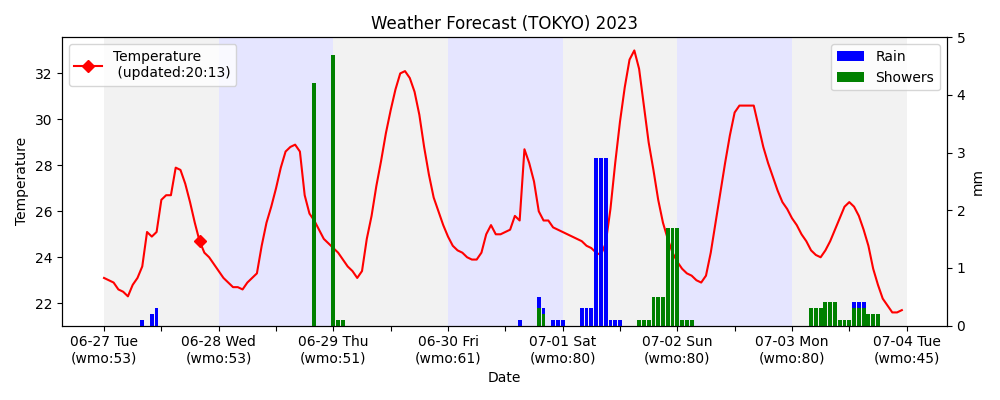 Weather Forecast (TOKYO) 2023
Temperature
(updated:20:13)
Rain
Showers
Temperature
32
30
28
26
24
22
5
4
3
2
1
0
mm
06-27 Tue
(wmo:53)
06-28 Wed
(wmo:53)
06-29 Thu
(wmo:51)
06-30 Fri
(wmo:61)
07-01 Sat
(wmo:80)
07-02 Sun
(wmo:80)
07-03 Mon
(wmo:80)
07-04 Tue
(wmo:45)
Date